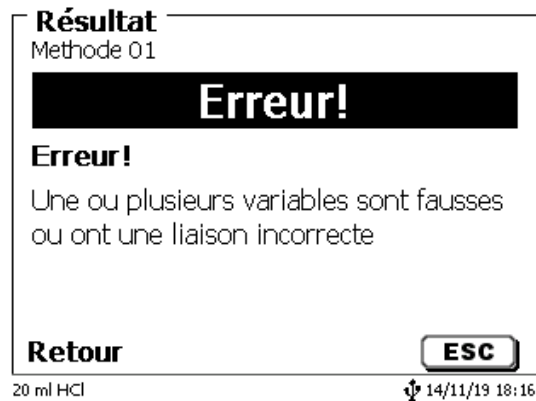 Résultat
Methode 01
Erreur!
Erreur!
Une ou plusieurs variables sont fausses
ou ont une liaison incorrecte
Retour ESC
20 ml HCl 14/11/19 18:16